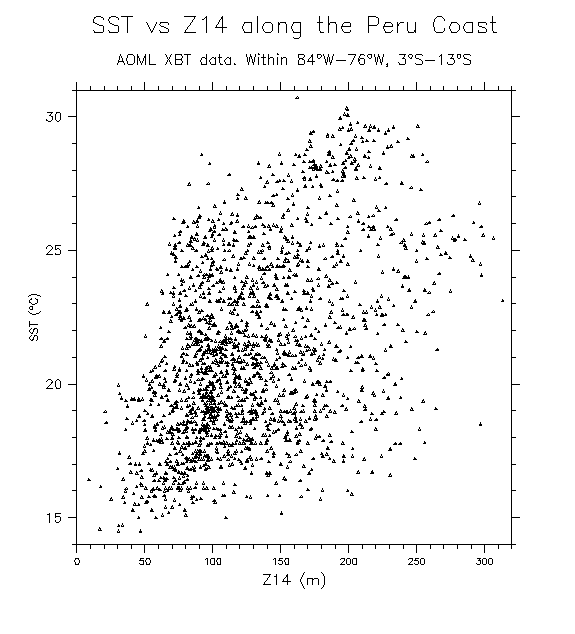 SST vs Z14 along the Peru Coast
AOML XBT data. Within 84°W–76°W, 3°S–13°S
30
25
20
15
SST (°C)
0 50 100 150 200 250 300
Z14 (m)